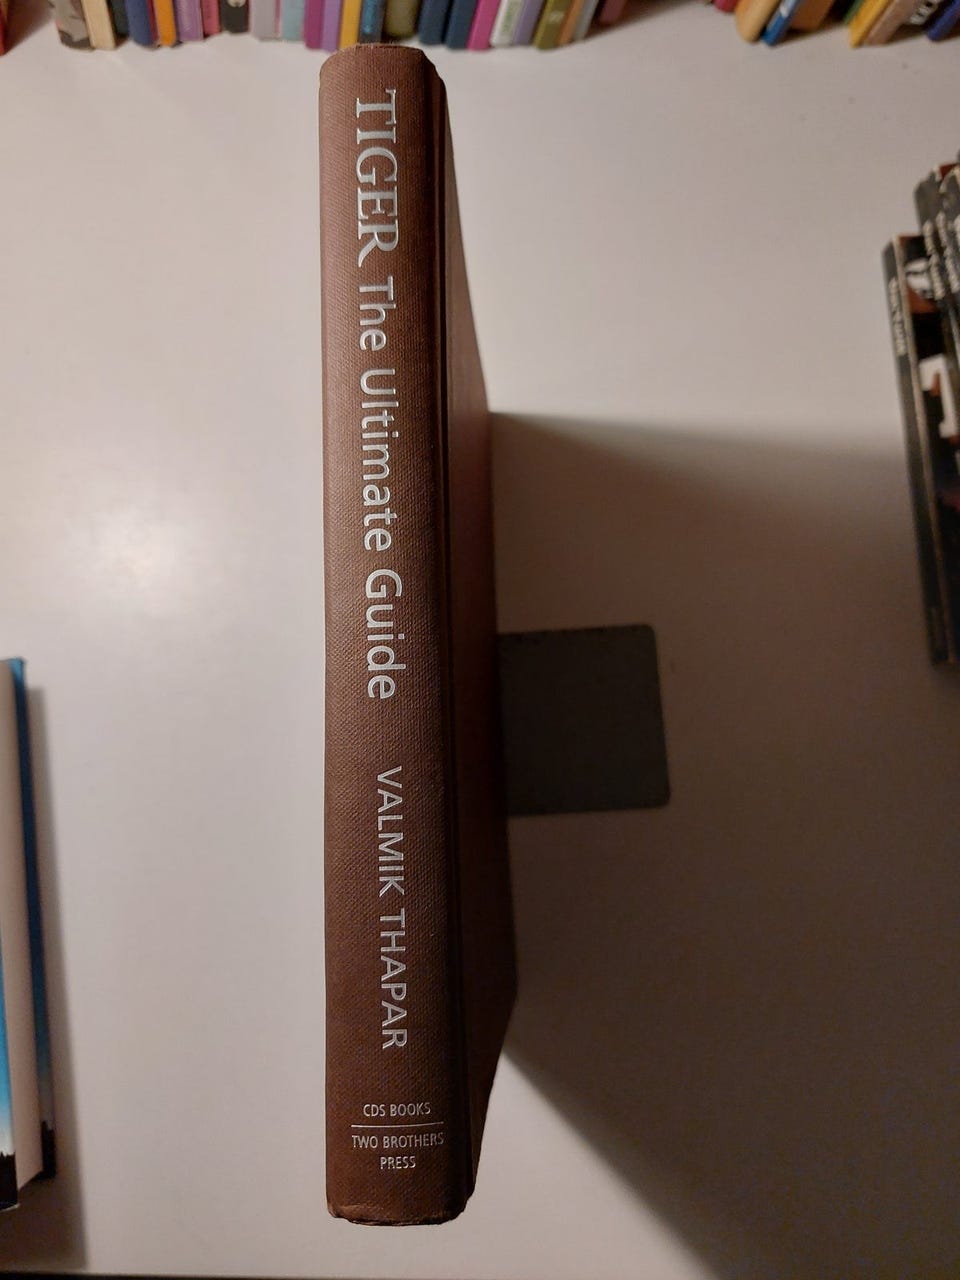 TIGER The Ultimate Guide
VALMIK THAPAR
CDS BOOKS
TWO BROTHERS
PRESS